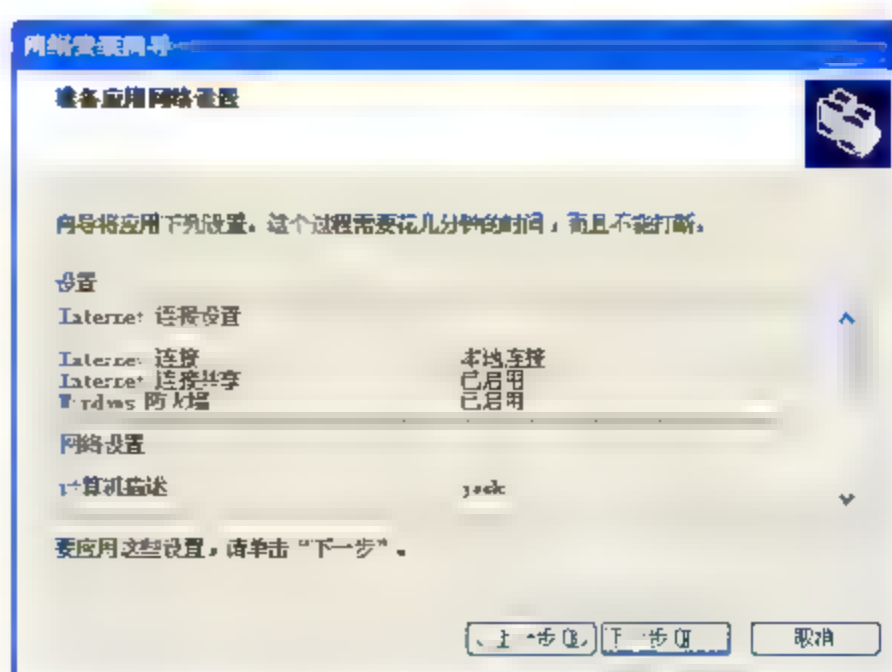 网络安装向导
准备应用网络设置
向导将应用下列设置。这个过程需要花几分钟的时间，而且不能打断。
设置
Internet 连接设置
Internet 连接 本地连接
Internet 连接共享 已启用
Windows 防火墙 已启用
网络设置
计算机描述
要应用这些设置，请单击“下一步”。
上一步(B) 下一步(N) 取消